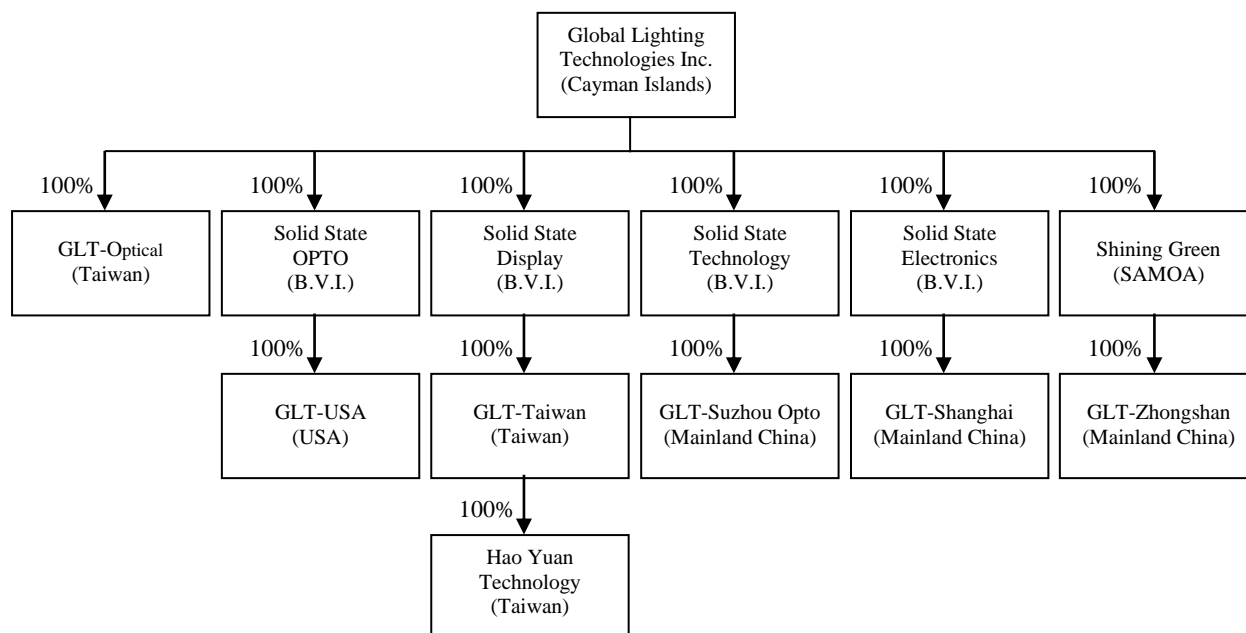 Global Lighting
Technologies Inc.
(Cayman Islands)
100%
100%
100%
100%
100%
100%
GLT-Optical
(Taiwan)
Solid State
OPTO
(B.V.I.)
Solid State
Display
(B.V.I.)
Solid State
Technology
(B.V.I.)
Solid State
Electronics
(B.V.I.)
Shining Green
(SAMOA)
100%
100%
100%
100%
100%
GLT-USA
(USA)
GLT-Taiwan
(Taiwan)
GLT-Suzhou Opto
(Mainland China)
GLT-Shanghai
(Mainland China)
GLT-Zhongshan
(Mainland China)
100%
Hao Yuan
Technology
(Taiwan)